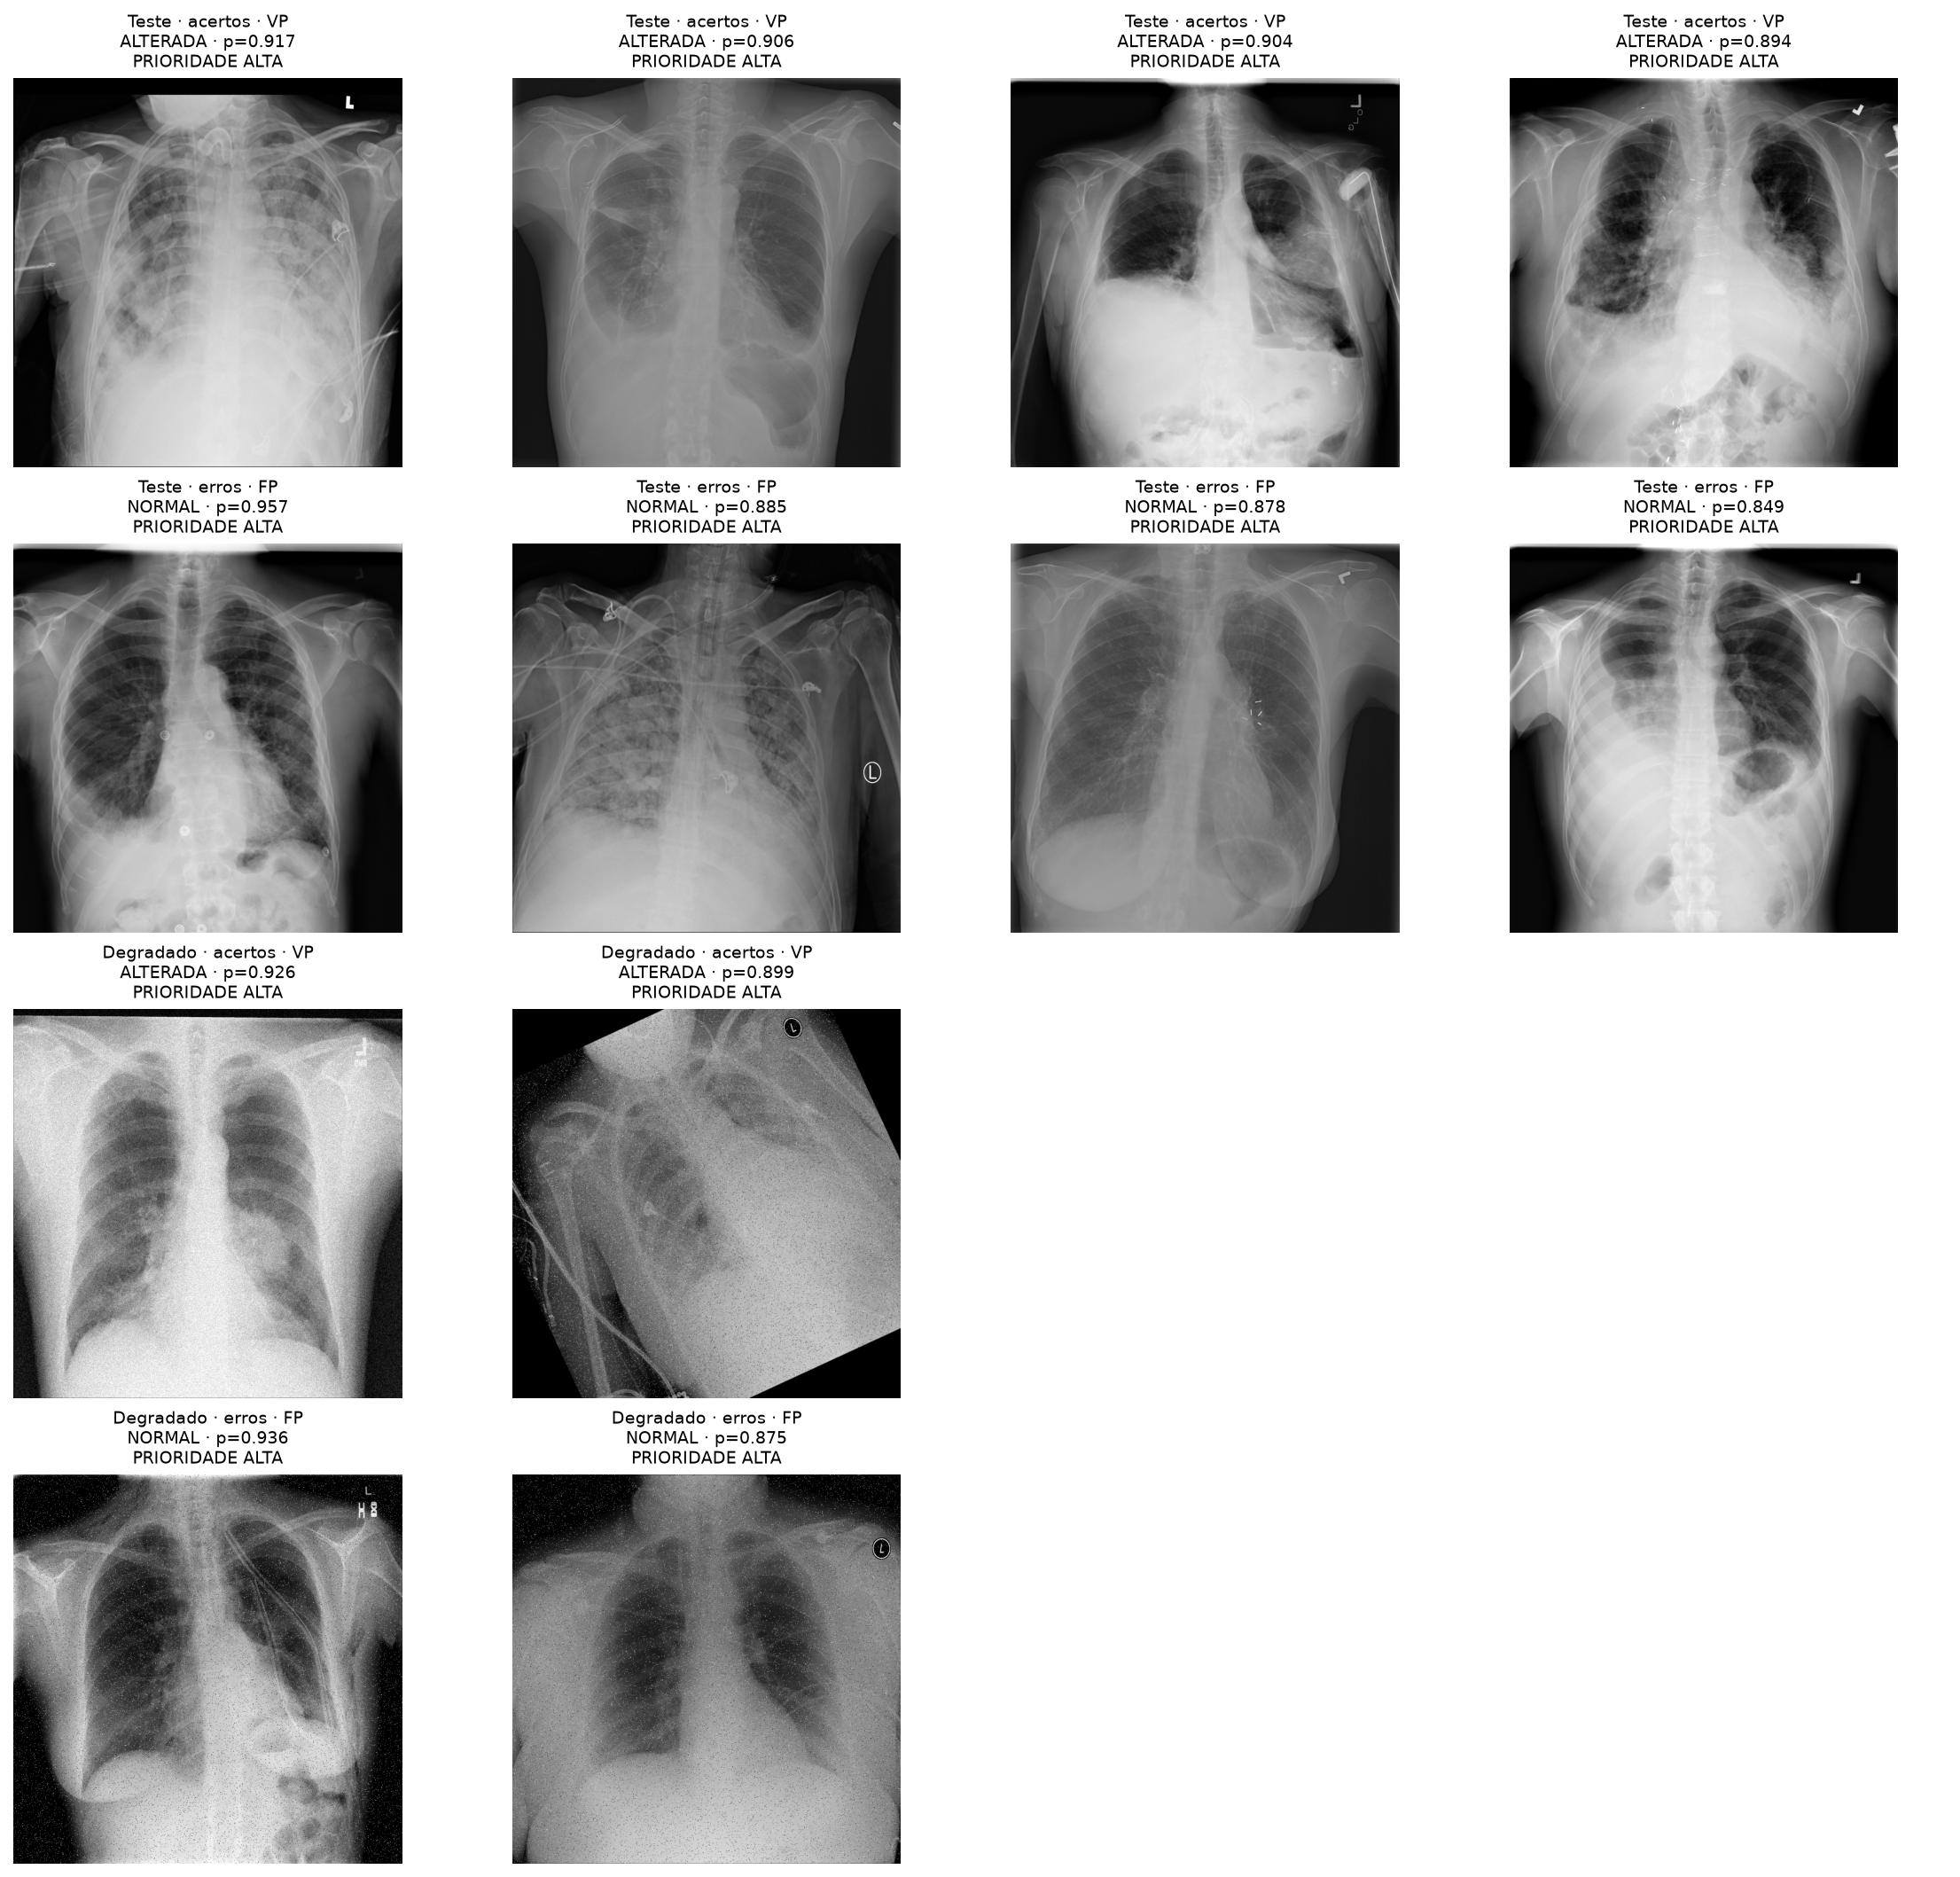 Teste · acertos · VP
ALTERADA · p=0.917
PRIORIDADE ALTA
Teste · acertos · VP
ALTERADA · p=0.906
PRIORIDADE ALTA
Teste · acertos · VP
ALTERADA · p=0.904
PRIORIDADE ALTA
Teste · acertos · VP
ALTERADA · p=0.894
PRIORIDADE ALTA
L
L
Teste · erros · FP
NORMAL · p=0.957
PRIORIDADE ALTA
Teste · erros · FP
NORMAL · p=0.885
PRIORIDADE ALTA
Teste · erros · FP
NORMAL · p=0.878
PRIORIDADE ALTA
Teste · erros · FP
NORMAL · p=0.849
PRIORIDADE ALTA
L
L
L
Degradado · acertos · VP
ALTERADA · p=0.926
PRIORIDADE ALTA
Degradado · acertos · VP
ALTERADA · p=0.899
PRIORIDADE ALTA
L
L
Degradado · erros · FP
NORMAL · p=0.936
PRIORIDADE ALTA
Degradado · erros · FP
NORMAL · p=0.875
PRIORIDADE ALTA
L
L